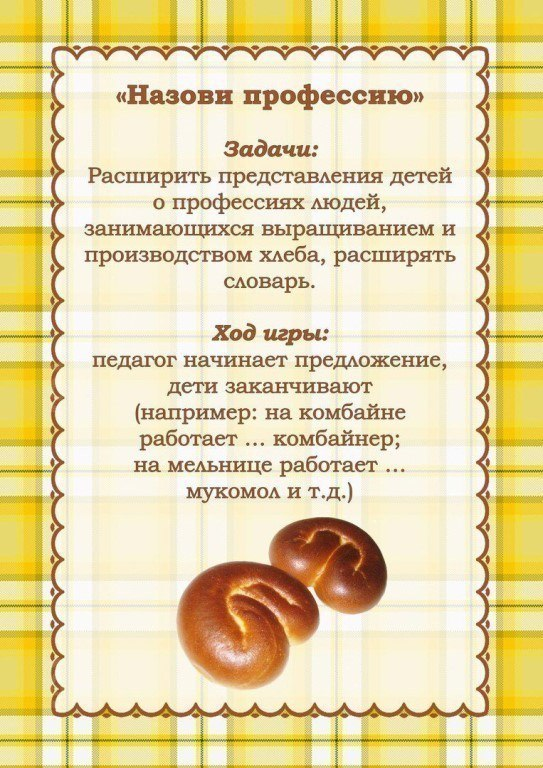 «Назови профессию»
Задачи:
Расширить представления детей
о профессиях людей,
занимающихся выращиванием и
производством хлеба, расширять
словарь.
Ход игры:
педагог начинает предложение,
дети заканчивают
(например: на комбайне
работает ... комбайнер;
на мельнице работает ...
мукомол и т.д.)